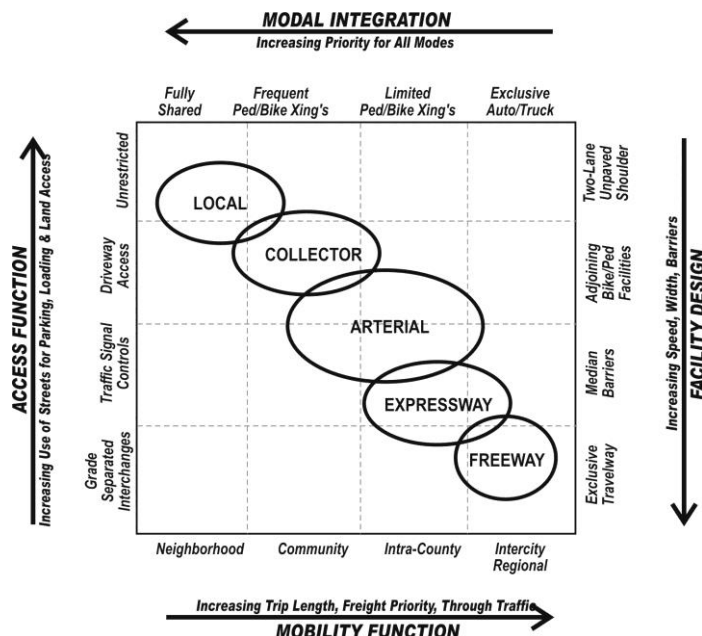 MODAL INTEGRATION
Increasing Priority for All Modes
Fully
Shared
Frequent
Ped/Bike Xing's
Limited
Ped/Bike Xing's
Exclusive
Auto/Truck
ACCESS FUNCTION
Increasing Use of Streets for Parking, Loading & Land Access
Unrestricted
Driveway
Access
Traffic Signal
Controls
Grade
Separated
Interchanges
LOCAL
COLLECTOR
ARTERIAL
EXPRESSWAY
FREEWAY
Two-Lane
Unpaved
Shoulder
Adjoining
Bike/Ped
Facilities
Median
Barriers
Exclusive
Travelway
Increasing Speed, Width, Barriers
FACILITY DESIGN
Neighborhood
Community
Intra-County
Intercity
Regional
Increasing Trip Length, Freight Priority, Through Traffic
MOBILITY FUNCTION